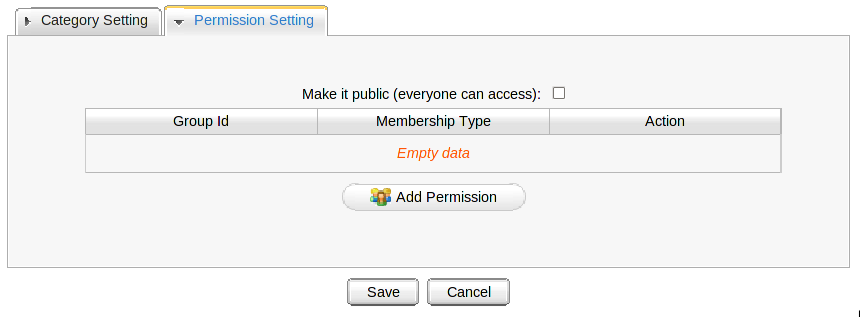 Category Setting
Permission Setting
Make it public (everyone can access):
Group Id
Membership Type
Action
Empty data
Add Permission
Save
Cancel